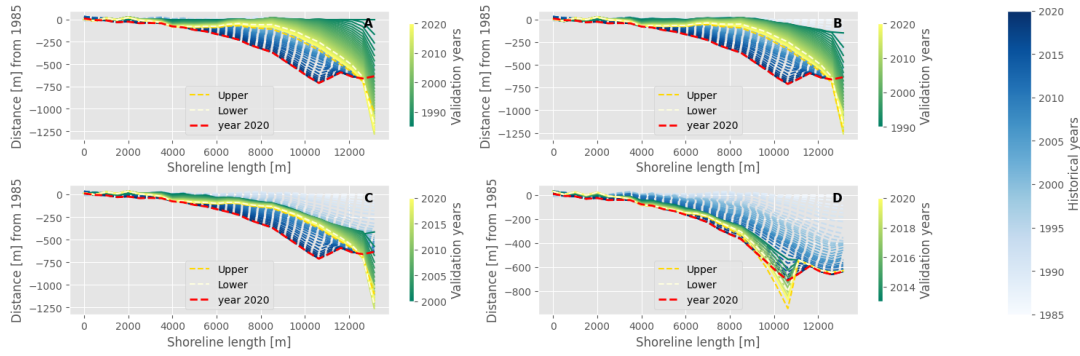 A
Distance [m] from 1985
0
−250
−500
−750
−1000
−1250
Upper
Lower
year 2020
0 2000 4000 6000 8000 10000 12000
Shoreline length [m]
2020
2010
2000
1990
Validation years
B
Distance [m] from 1985
0
−250
−500
−750
−1000
−1250
Upper
Lower
year 2020
0 2000 4000 6000 8000 10000 12000
Shoreline length [m]
2020
2010
2000
1990
Validation years
C
Distance [m] from 1985
0
−250
−500
−750
−1000
−1250
Upper
Lower
year 2020
0 2000 4000 6000 8000 10000 12000
Shoreline length [m]
2020
2015
2010
2005
2000
Validation years
D
Distance [m] from 1985
0
−200
−400
−600
−800
Upper
Lower
year 2020
0 2000 4000 6000 8000 10000 12000
Shoreline length [m]
2020
2018
2016
2014
Validation years
2020
2015
2010
2005
2000
1995
1990
1985
Historical years